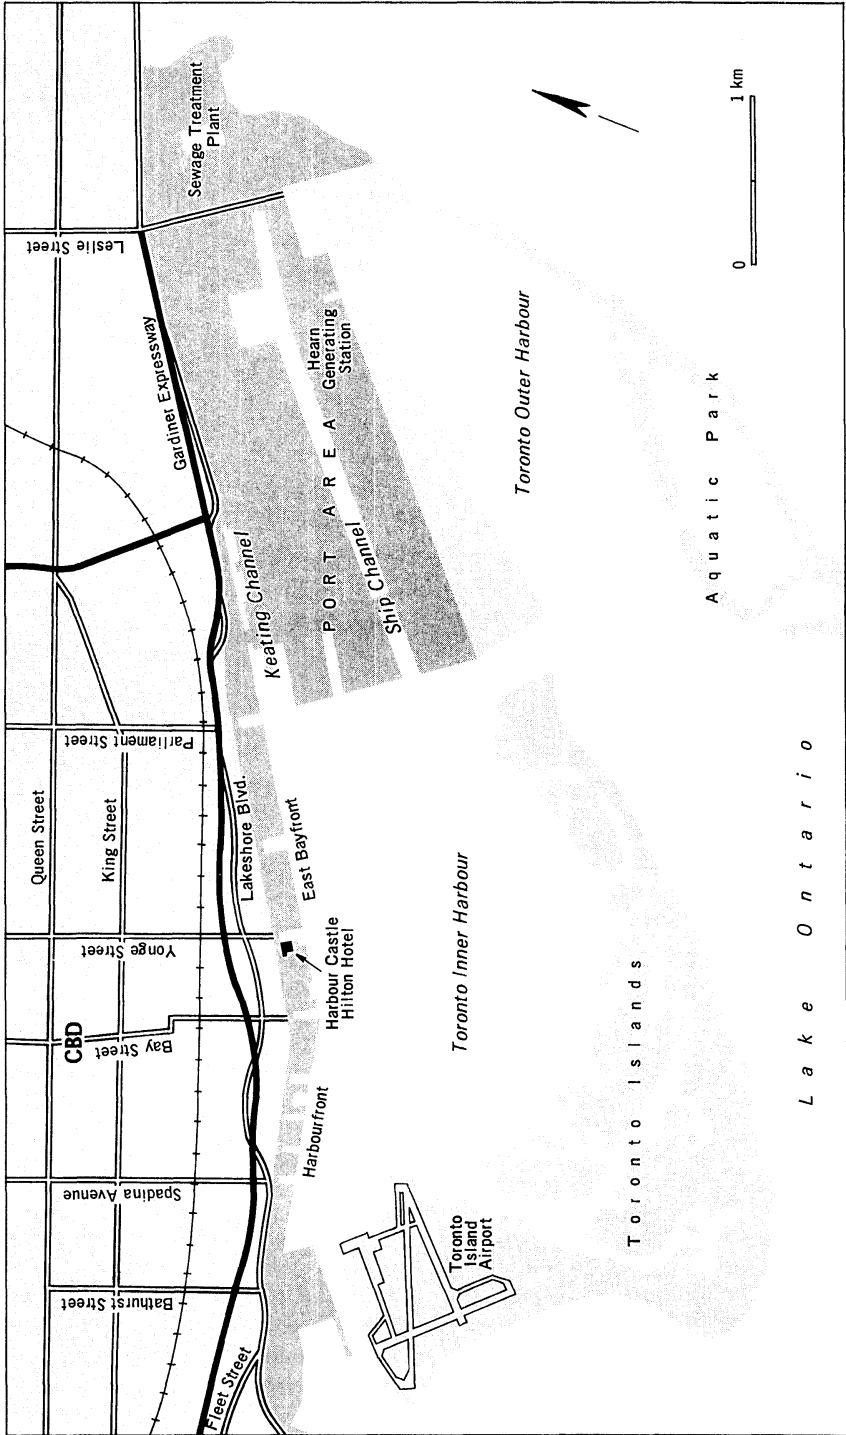 Queen Street
King Street
Leslie Street
Parliament Street
Yonge Street
Bay Street
CBD
Spadina Avenue
Bathurst Street
Fleet Street
Gardiner Expressway
Lakeshore Blvd.
Sewage Treatment
Plant
Keating Channel
PORT AREA
Ship Channel
Hearn
Generating
Station
East Bayfront
Harbour Castle
Hilton Hotel
Harbourfront
Toronto
Island
Airport
Toronto Inner Harbour
Toronto Outer Harbour
Toronto Islands
Aquatic Park
Lake Ontario
0
1 km